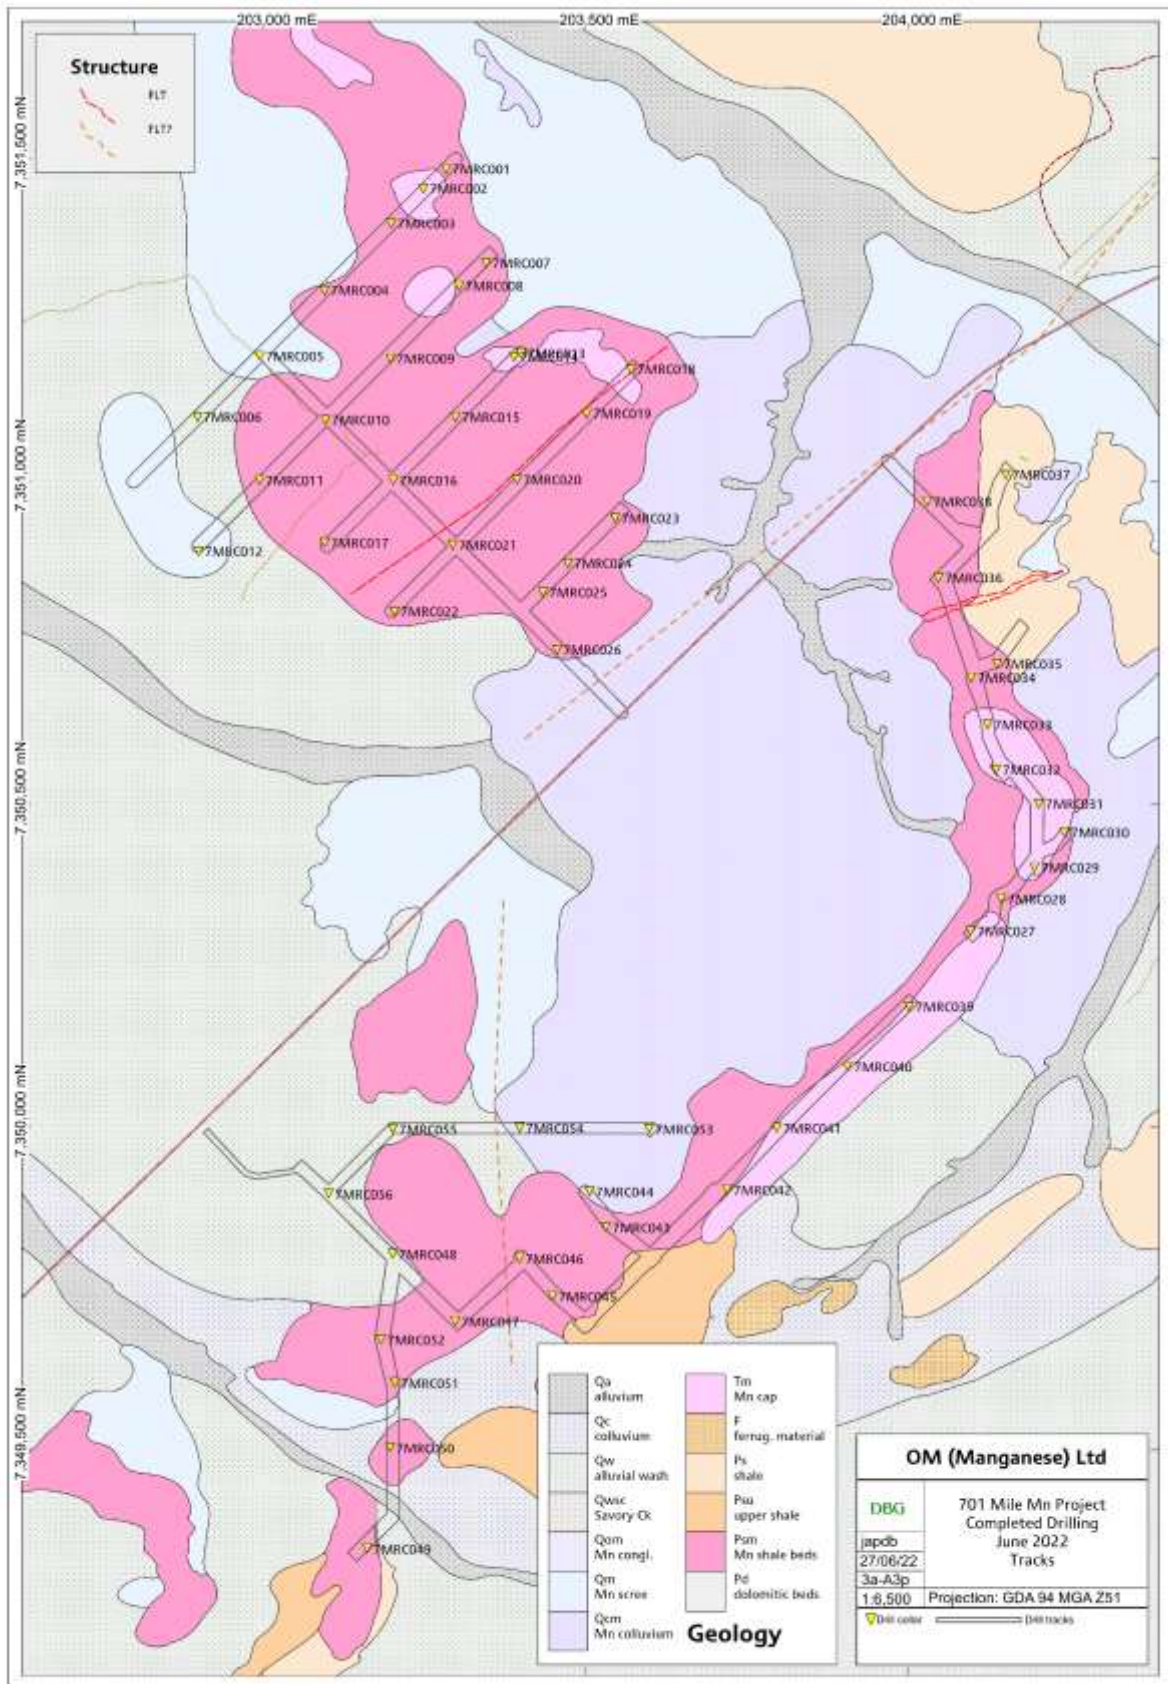 203,000 mE
203,500 mE
204,000 mE
Structure
FLT
FLT?
7,351,500 mN
7,351,000 mN
7,350,500 mN
7,350,000 mN
7,349,500 mN
7MRC001
7MRC002
7MRC003
7MRC007
7MRC004
7MRC008
7MRC005
7MRC009
7MRC018
7MRC006
7MRC010
7MRC015
7MRC019
7MRC011
7MRC016
7MRC020
7MRC037
7MRC038
7MRC023
7MRC012
7MRC017
7MRC021
7MRC024
7MRC036
7MRC025
7MRC022
7MRC026
7MRC035
7MRC034
7MRC033
7MRC032
7MRC031
7MRC030
7MRC029
7MRC028
7MRC027
7MRC039
7MRC040
7MRC055
7MRC054
7MRC053
7MRC041
7MRC056
7MRC044
7MRC042
7MRC043
7MRC048
7MRC046
7MRC045
7MRC047
7MRC052
7MRC051
7MRC050
7MRC049
Qa
alluvium
Qc
colluvium
Qw
alluvial wash
Qwsc
Savory Ck
Qom
Mn congl.
Qm
Mn scree
Qcm
Mn colluvium
Tm
Mn cap
F
ferrug. material
Ps
shale
Psu
upper shale
Psm
Mn shale beds
Pd
dolomitic beds
Geology
OM (Manganese) Ltd
DBG
japdb
27/06/22
3a-A3p
1:6,500
701 Mile Mn Project
Completed Drilling
June 2022
Tracks
Projection: GDA 94 MGA Z51
Drill collar
Drill tracks